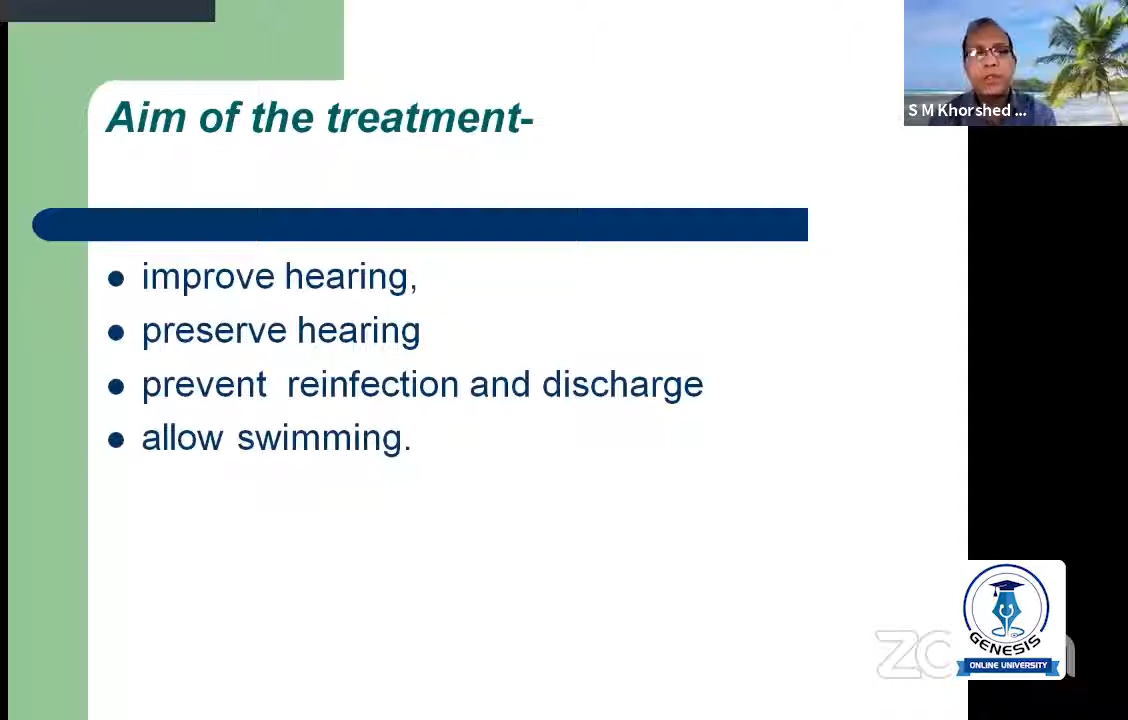 S M Khorshed ...
Aim of the treatment-
improve hearing,
preserve hearing
prevent reinfection and discharge
allow swimming.
GENESIS
ONLINE UNIVERSITY